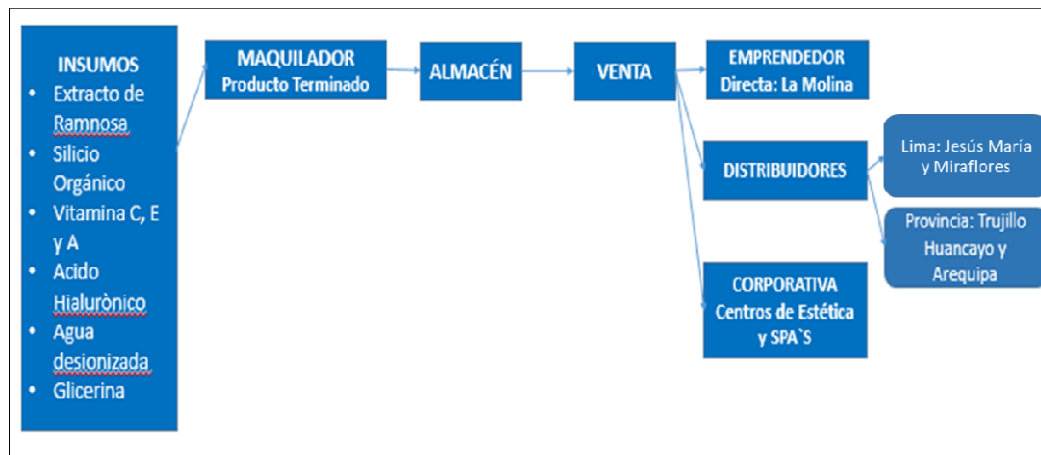 INSUMOS
• Extracto de
Ramnosa
• Silicio
Orgánico
• Vitamina C, E
y A
• Acido
Hialurònico
• Agua
desionizada
• Glicerina
MAQUILADOR
Producto Terminado
ALMACÉN
VENTA
EMPRENDEDOR
Directa: La Molina
DISTRIBUIDORES
Lima: Jesús María
y Miraflores
Provincia: Trujillo
Huancayo y
Arequipa
CORPORATIVA
Centros de Estética
y SPA`S